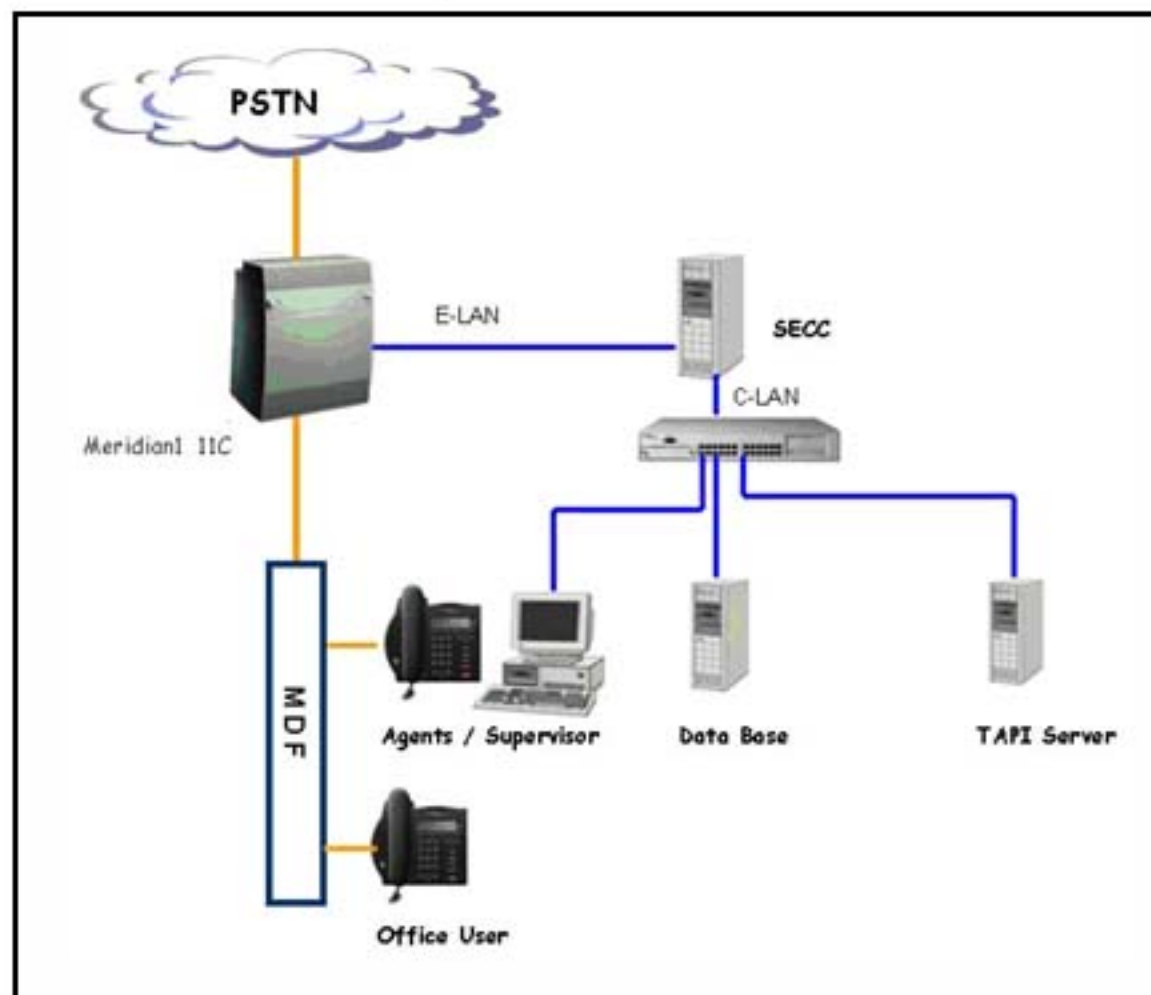 PSTN
E-LAN
SECC
C-LAN
Meridian1 11C
MDF
Agents / Supervisor
Data Base
TAPI Server
Office User